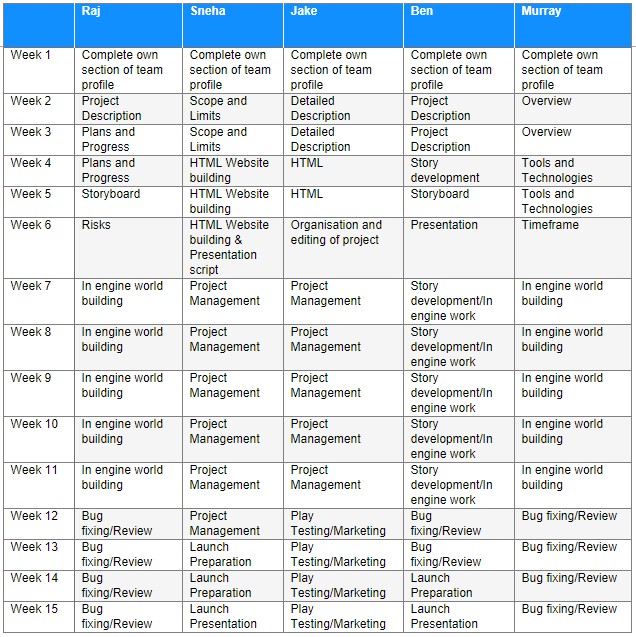 Raj Sneha Jake Ben Murray
Week 1 Complete own Complete own Complete own Complete own Complete own
section of team section of team section of team section of team section of team
profile profile profile profile profile
Week 2 Project Scope and Detailed Project Overview
Description Limits Description Description
Week 3 Plans and Scope and Detailed Project Overview
Progress Limits Description Description
Week 4 Plans and HTML Website HTML Story Tools and
Progress building development Technologies
Week 5 Storyboard HTML Website HTML Storyboard Tools and
building Technologies
Week 6 Risks HTML Website Organisation and Presentation Timeframe
building & editing of project
Presentation
script
Week 7 In engine world Project Project Story In engine world
building Management Management development/In building
engine work
Week 8 In engine world Project Project Story In engine world
building Management Management development/In building
engine work
Week 9 In engine world Project Project Story In engine world
building Management Management development/In building
engine work
Week 10 In engine world Project Project Story In engine world
building Management Management development/In building
engine work
Week 11 In engine world Project Project Story In engine world
building Management Management development/In building
engine work
Week 12 Bug Project Play Bug Bug fixing/Review
fixing/Review Management Testing/Marketing fixing/Review
Week 13 Bug Launch Play Bug Bug fixing/Review
fixing/Review Preparation Testing/Marketing fixing/Review
Week 14 Bug Launch Play Launch Bug fixing/Review
fixing/Review Preparation Testing/Marketing Preparation
Week 15 Bug Launch Play Launch Bug fixing/Review
fixing/Review Presentation Testing/Marketing Presentation